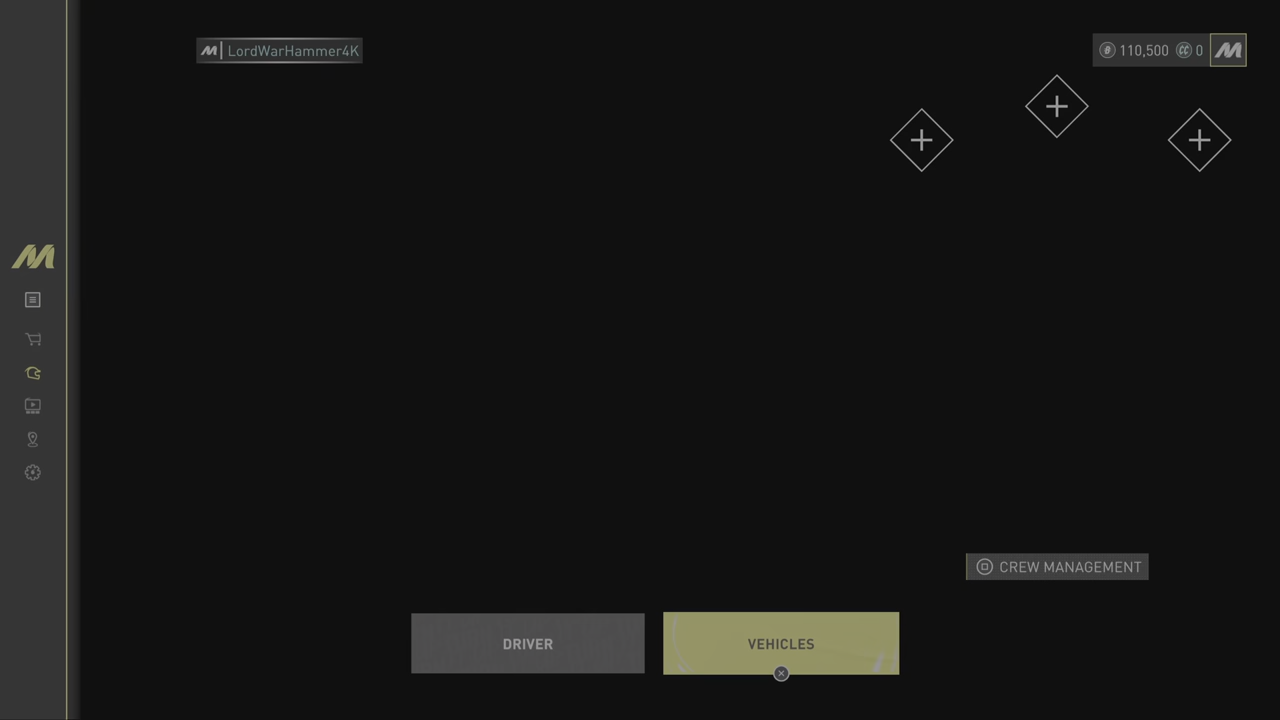 LordWarHammer4K
110,500 0
CREW MANAGEMENT
DRIVER
VEHICLES